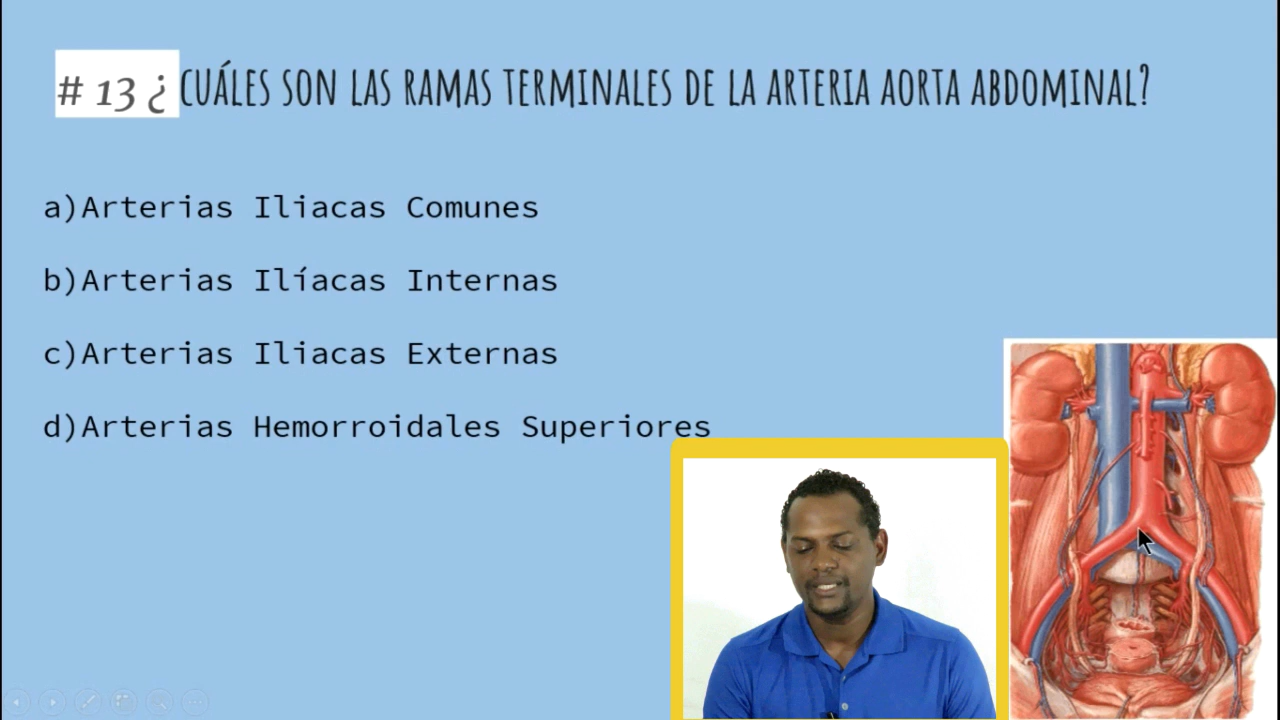 # 13 ¿ CUÁLES SON LAS RAMAS TERMINALES DE LA ARTERIA AORTA ABDOMINAL?
a)Arterias Iliacas Comunes
b)Arterias Ilíacas Internas
c)Arterias Iliacas Externas
d)Arterias Hemorroidales Superiores